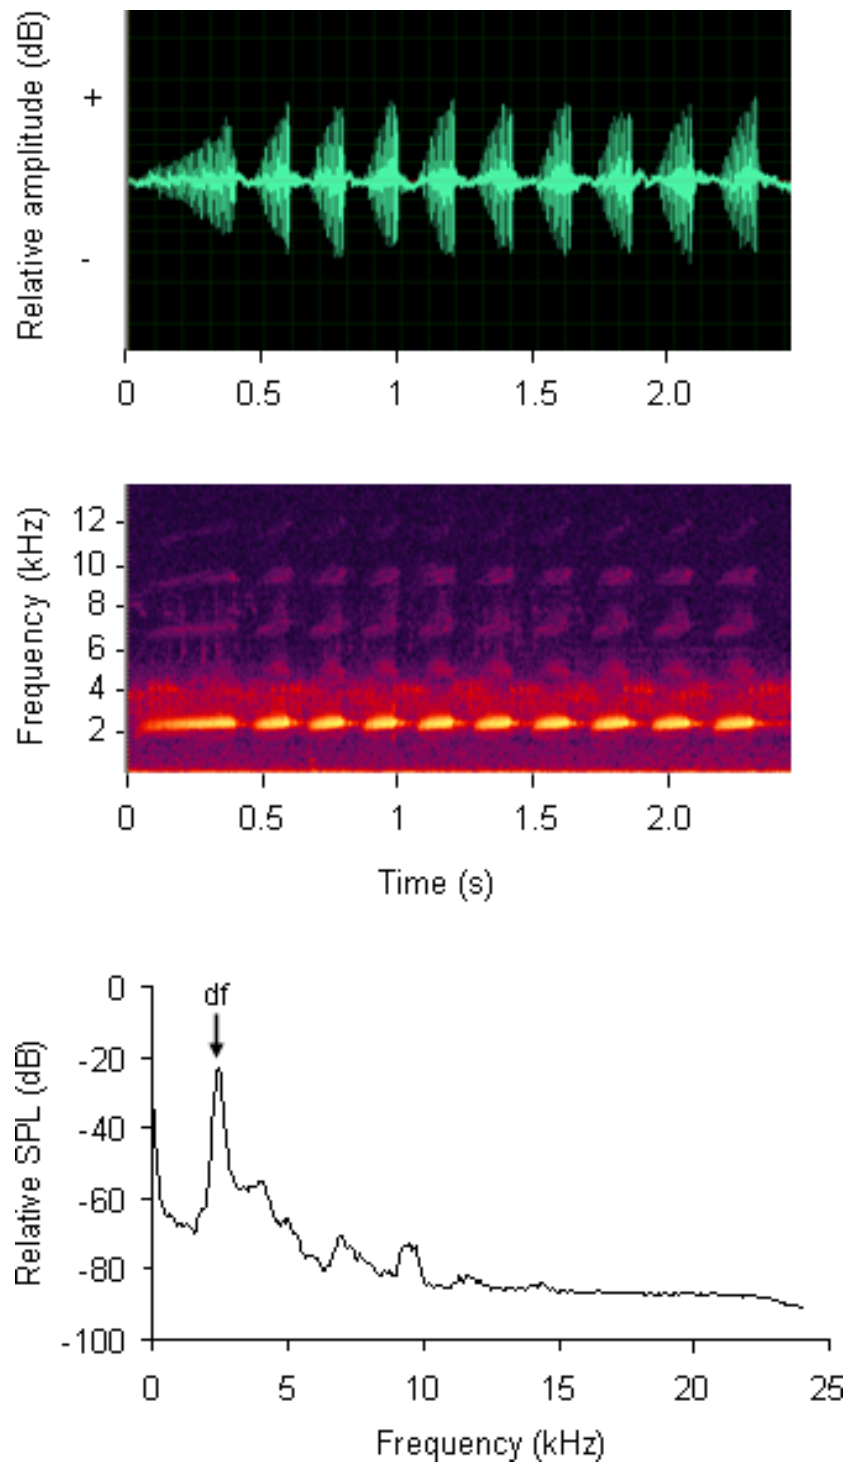 Relative amplitude (dB)
+
-
0 0.5 1 1.5 2.0
Frequency (kHz)
12
10
8
6
4
2
0 0.5 1 1.5 2.0
Time (s)
Relative SPL (dB)
0
-20
-40
-60
-80
-100
df
0 5 10 15 20 25
Frequency (kHz)